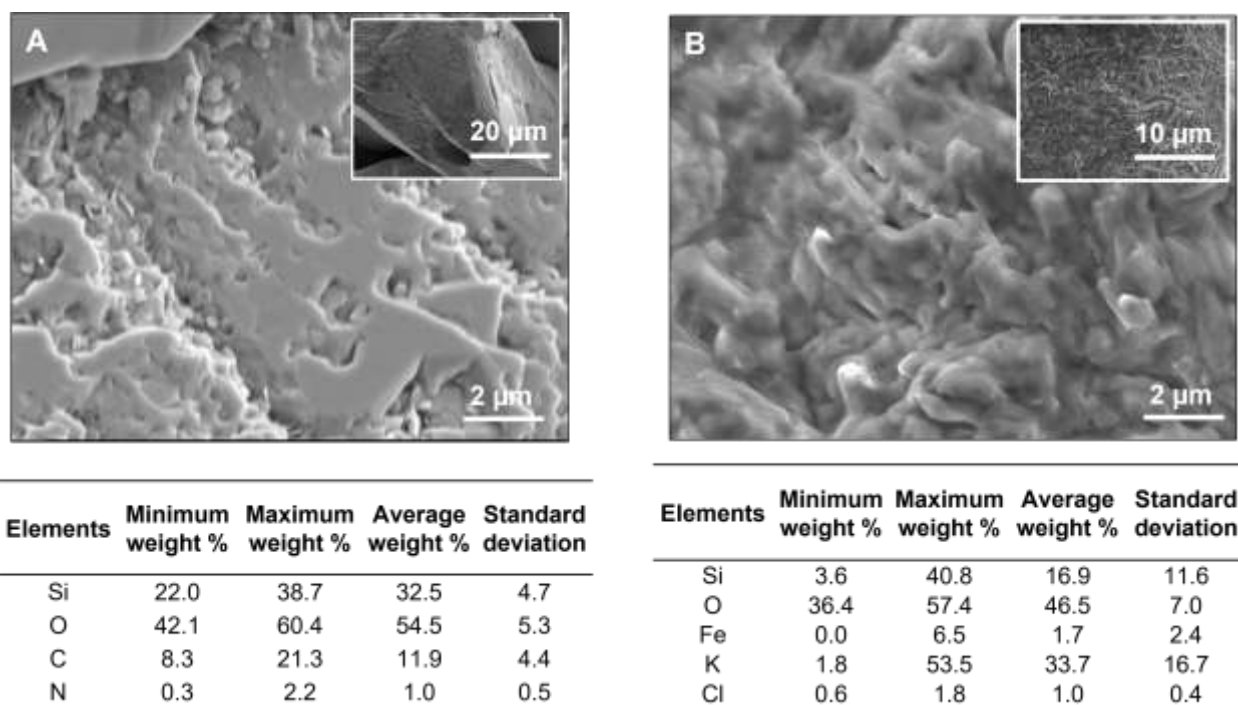 A
20 µm
2 µm
B
10 µm
2 µm
Elements Minimum weight % Maximum weight % Average weight % Standard deviation
Si 22.0 38.7 32.5 4.7
O 42.1 60.4 54.5 5.3
C 8.3 21.3 11.9 4.4
N 0.3 2.2 1.0 0.5
Elements Minimum weight % Maximum weight % Average weight % Standard deviation
Si 3.6 40.8 16.9 11.6
O 36.4 57.4 46.5 7.0
Fe 0.0 6.5 1.7 2.4
K 1.8 53.5 33.7 16.7
Cl 0.6 1.8 1.0 0.4